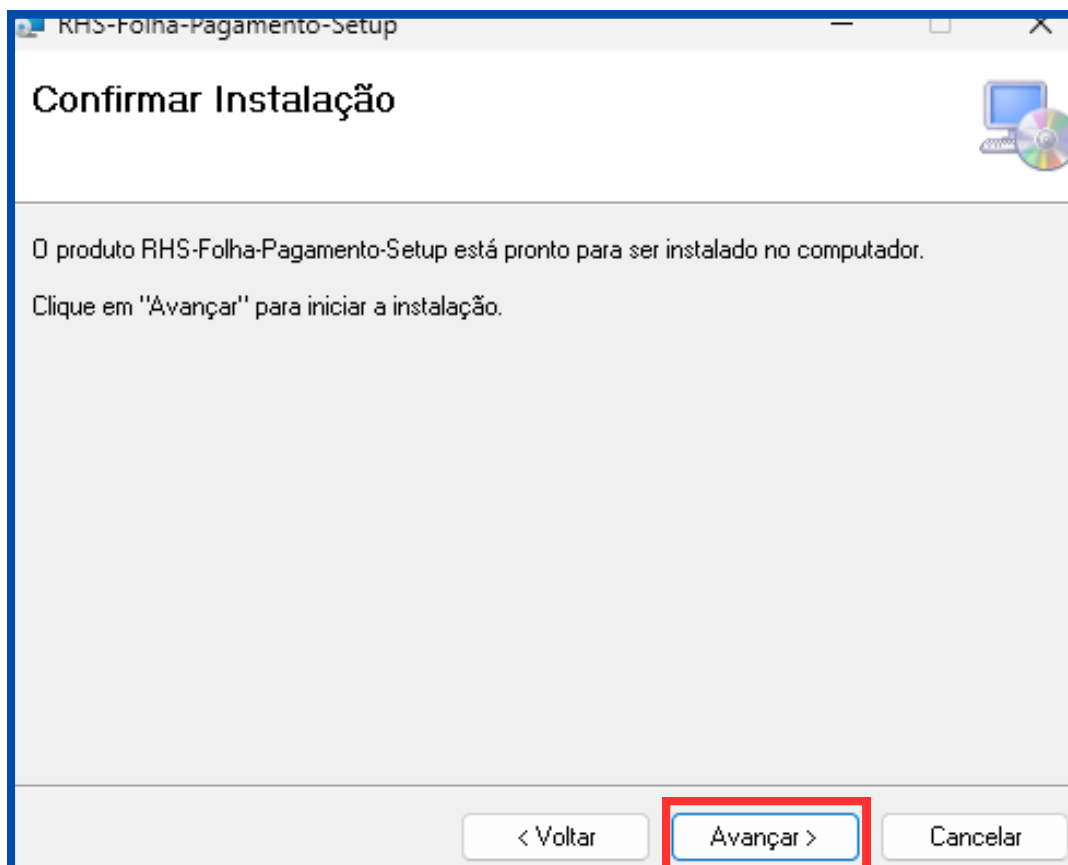 RHS-Folha-Pagamento-Setup
Confirmar Instalação
O produto RHS-Folha-Pagamento-Setup está pronto para ser instalado no computador.
Clique em "Avançar" para iniciar a instalação.
< Voltar
Avançar >
Cancelar